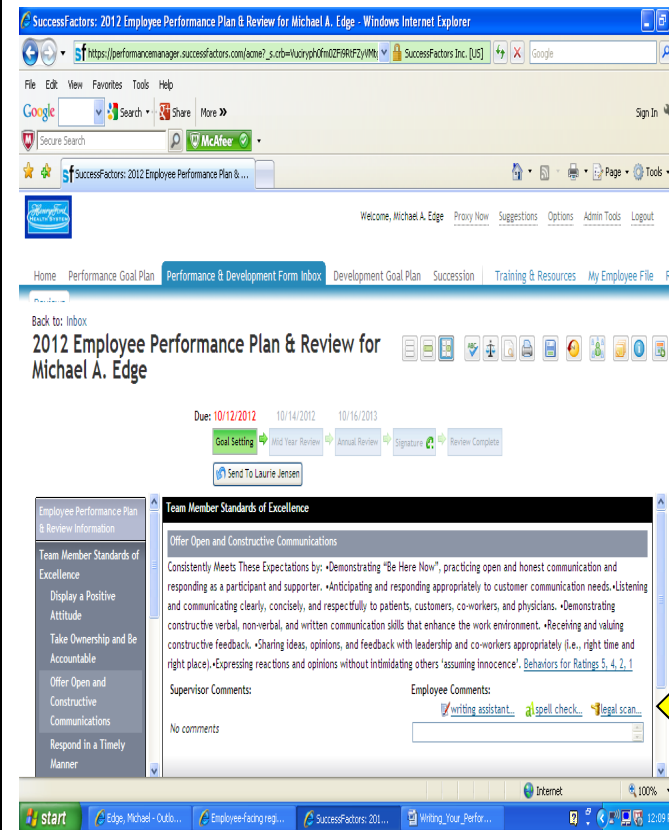 SuccessFactors: 2012 Employee Performance Plan & Review for Michael A. Edge - Windows Internet Explorer
https://performancemanager.successfactors.com/acme?_s.crb= SuccessFactors Inc. [US] Google
File Edit View Favorites Tools Help
Google Search Share More » Sign In
Secure Search McAfee
SuccessFactors: 2012 Employee Performance Plan & ... Page Tools
Henry Ford
HEALTH SYSTEM
Welcome, Michael A. Edge Proxy Now Suggestions Options Admin Tools Logout
Home Performance Goal Plan Performance & Development Form Inbox Development Goal Plan Succession Training & Resources My Employee File
Reviews
Back to: Inbox
2012 Employee Performance Plan & Review for
Michael A. Edge
Due: 10/12/2012 10/14/2012 10/16/2013
Goal Setting Mid Year Review Annual Review Signature Review Complete
Send To Laurie Jensen
Employee Performance Plan
& Review Information
Team Member Standards of
Excellence
Display a Positive
Attitude
Take Ownership and Be
Accountable
Offer Open and
Constructive
Communications
Respond in a Timely
Manner
Team Member Standards of Excellence
Offer Open and Constructive Communications
Consistently Meets These Expectations by: •Demonstrating "Be Here Now", practicing open and honest communication and
responding as a participant and supporter. •Anticipating and responding appropriately to customer communication needs.•Listening
and communicating clearly, concisely, and respectfully to patients, customers, co-workers, and physicians. •Demonstrating
constructive verbal, non-verbal, and written communication skills that enhance the work environment. •Receiving and valuing
constructive feedback. •Sharing ideas, opinions, and feedback with leadership and co-workers appropriately (i.e., right time and
right place).•Expressing reactions and opinions without intimidating others 'assuming innocence'. Behaviors for Ratings 5, 4, 2, 1
Supervisor Comments: Employee Comments:
writing assistant... spell check... legal scan...
No comments
Internet 100%
start Edge, Michael - Outlo... Employee-facing regi... SuccessFactors: 201... Writing_Your_Perfor...